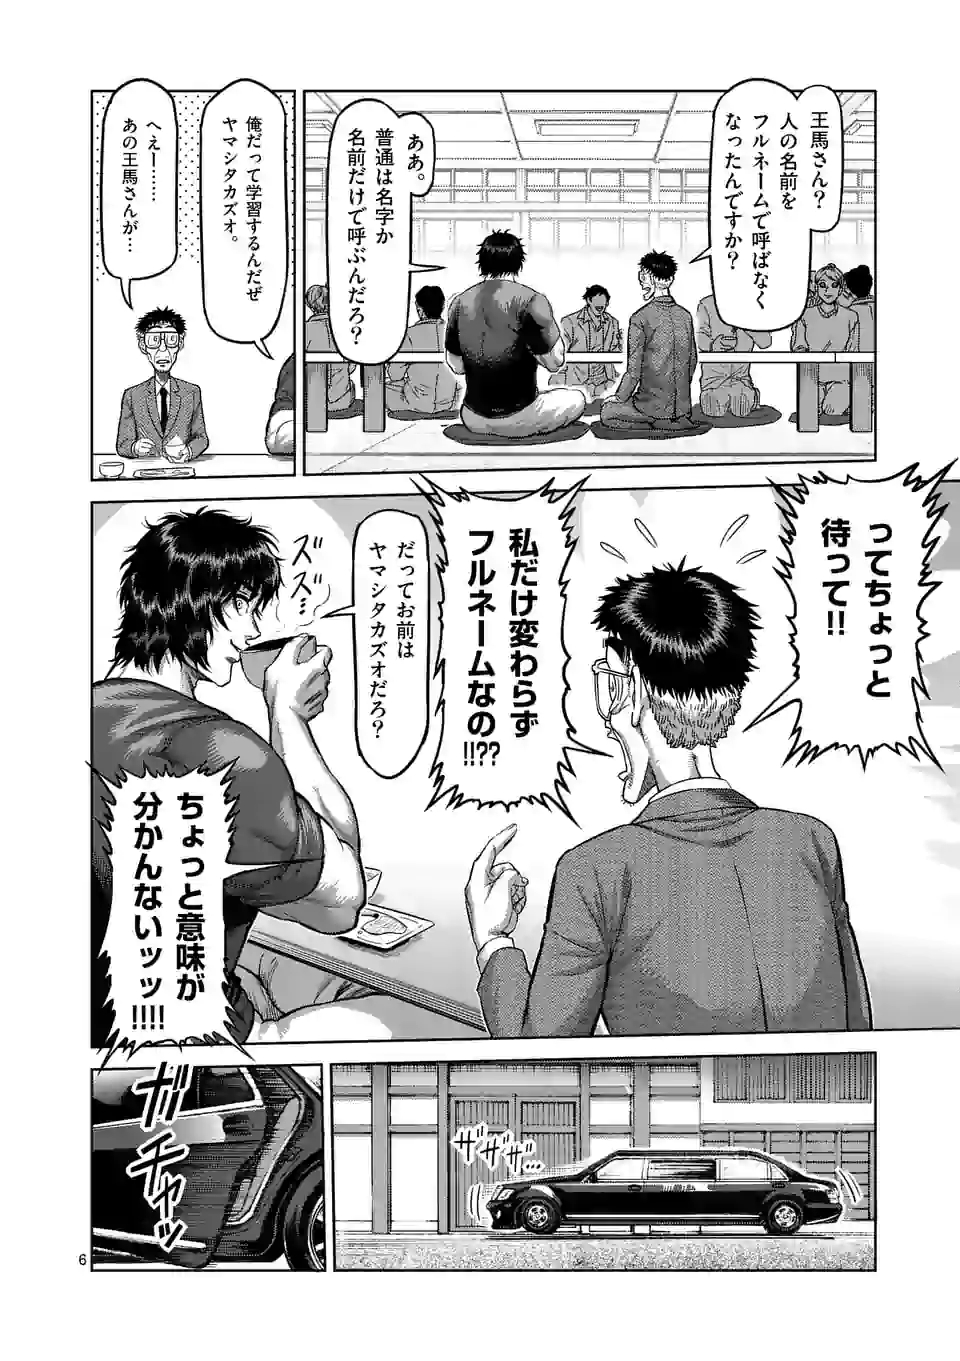 王馬さん?
人の名前を
フルネームで呼ばなく
なったんですか?
ああ。
普通は名字か
名前だけで呼ぶんだろ?
俺だって学習するんだぜ
ヤマシタカズオ。
へえー………
あの王馬さんが…
ってちょっと
待って!!
私だけ変わらず
フルネームなの
!!??
ズズ…
だってお前は
ヤマシタカズオだろ?
ちょっと意味が
分かんないッッ
!!!!
ザザザ…
ガチャッ
6